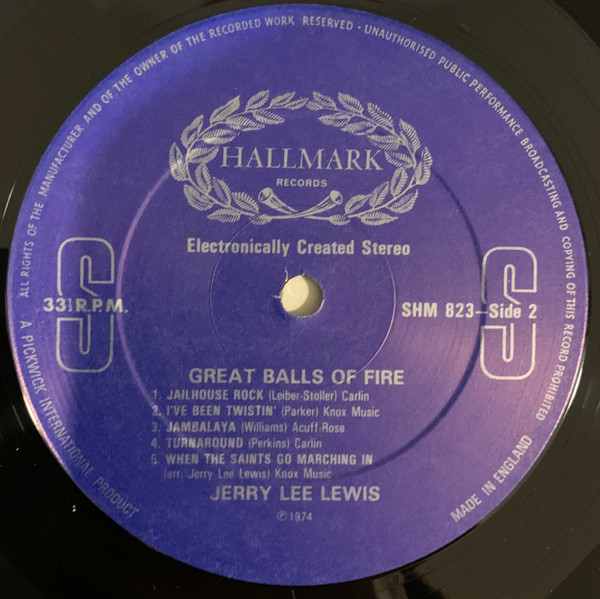 ALL RIGHTS OF THE MANUFACTURER AND OF THE OWNER OF THE RECORDED WORK RESERVED · UNAUTHORISED PUBLIC PERFORMANCE BROADCASTING AND COPYING OF THIS RECORD PROHIBITED
HALLMARK
RECORDS
Electronically Created Stereo
S
33⅓ R.P.M.
SHM 823–Side 2
S
GREAT BALLS OF FIRE
1. JAILHOUSE ROCK (Leiber-Stoller) Carlin
2. I'VE BEEN TWISTIN' (Parker) Knox Music
3. JAMBALAYA (Williams) Acuff-Rose
4. TURNAROUND (Perkins) Carlin
5. WHEN THE SAINTS GO MARCHING IN
(arr. Jerry Lee Lewis) Knox Music
JERRY LEE LEWIS
℗ 1974
A PICKWICK INTERNATIONAL PRODUCT
MADE IN ENGLAND